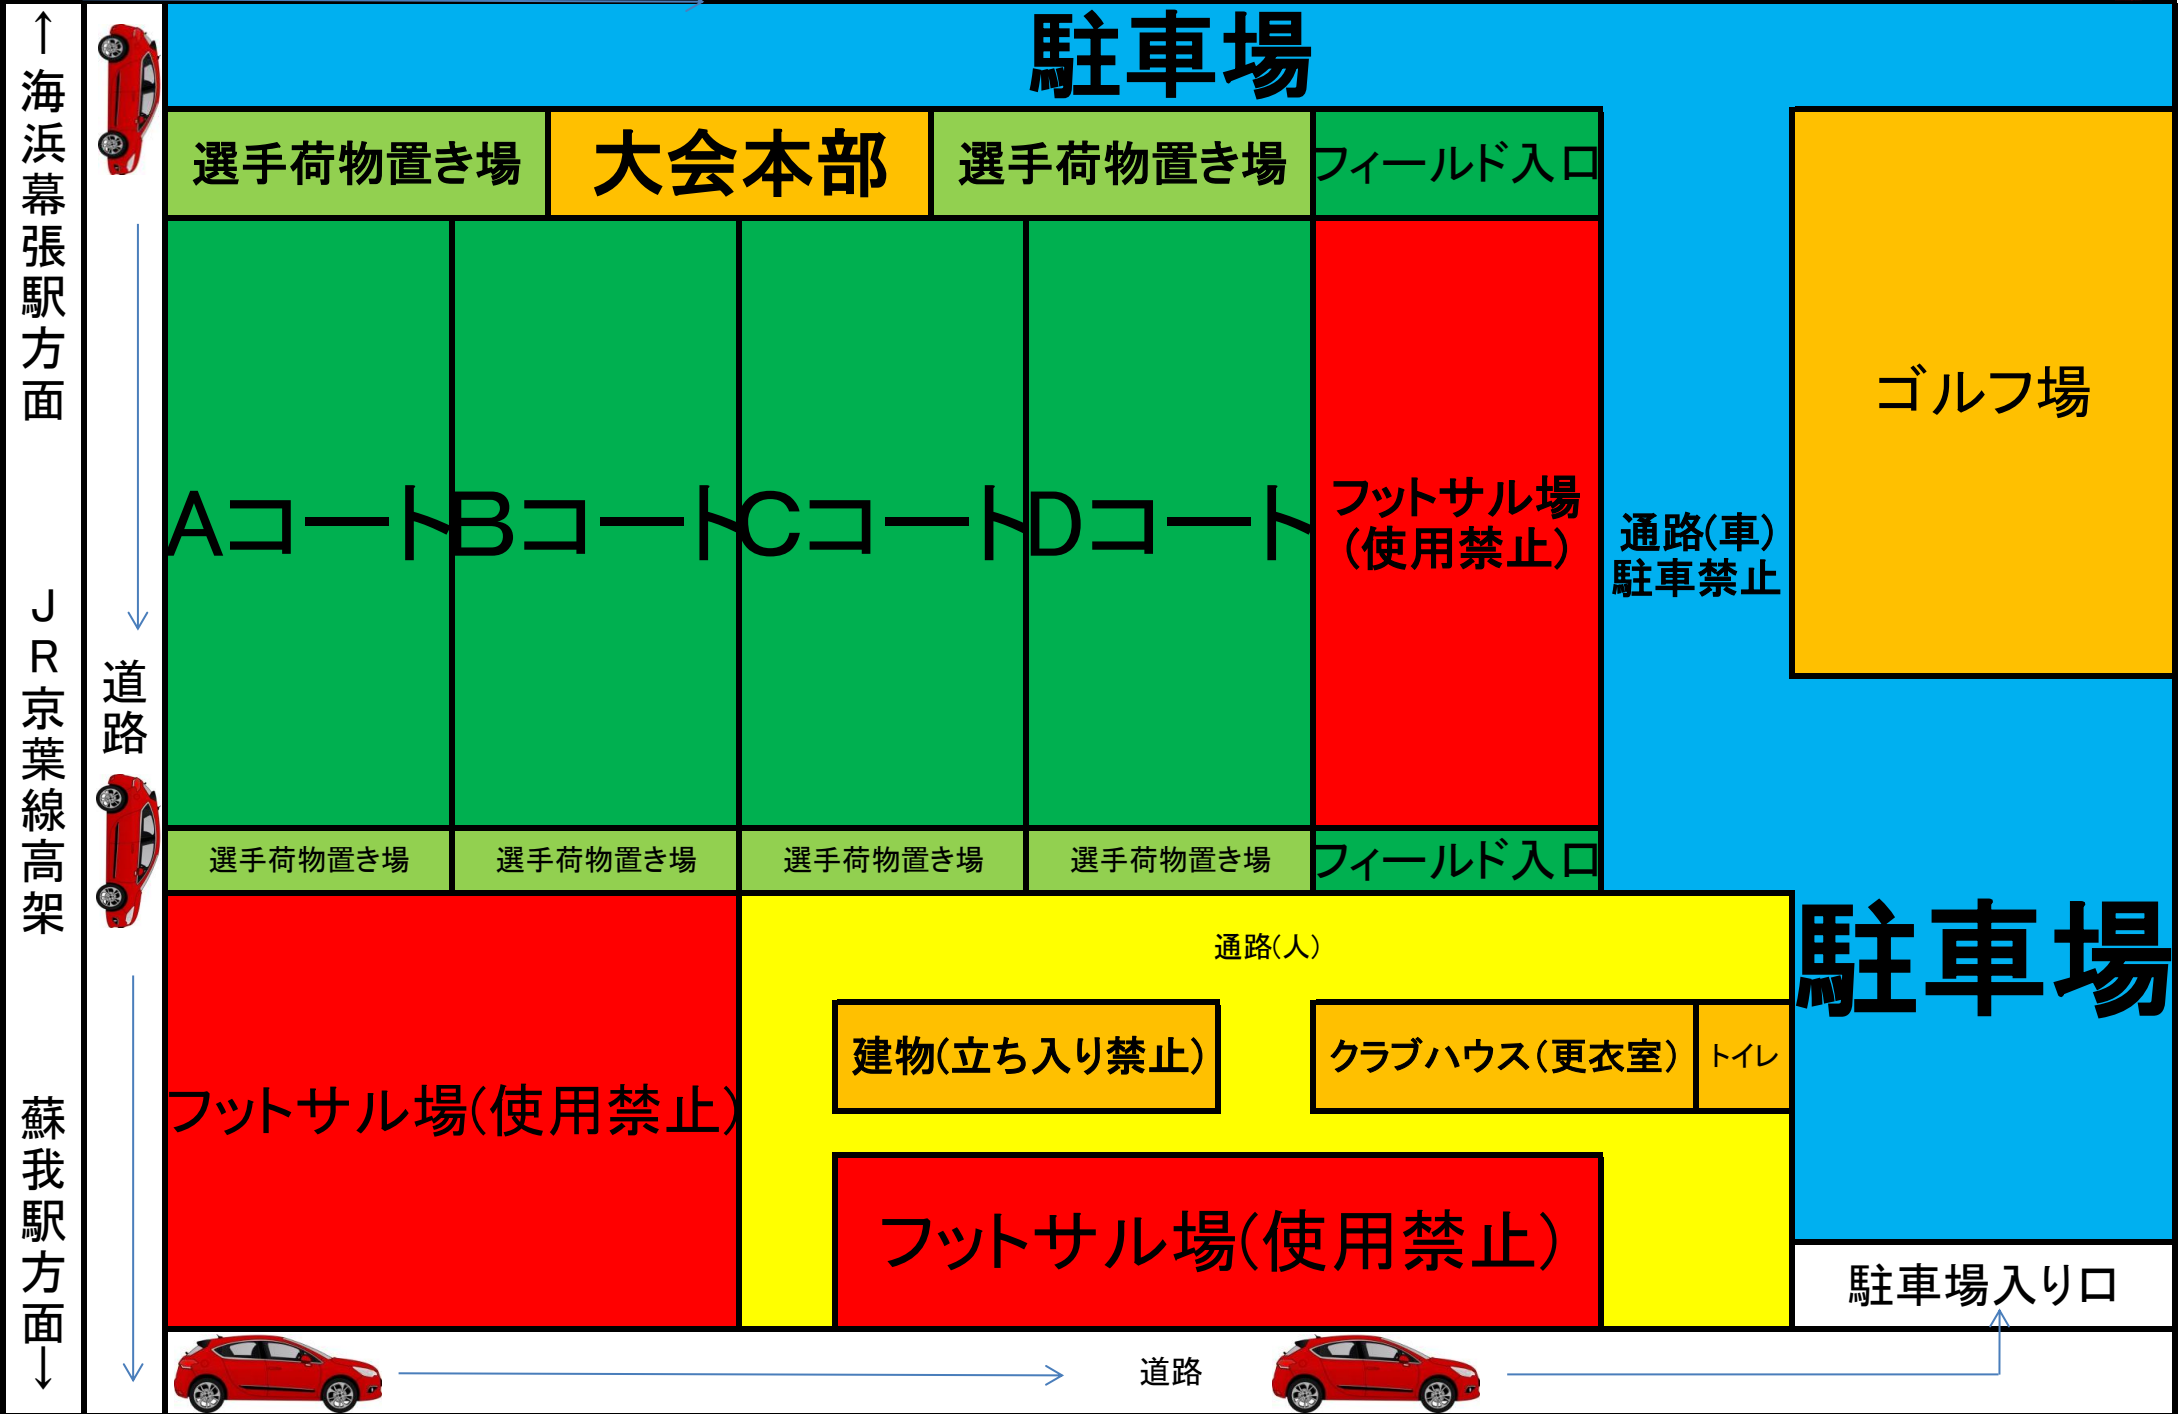 ↑海浜幕張駅方面
JR京葉線高架
蘇我駅方面↓
道路
駐車場
選手荷物置き場
大会本部
選手荷物置き場
フィールド入口
Aコート
Bコート
Cコート
Dコート
フットサル場
(使用禁止)
通路(車)
駐車禁止
ゴルフ場
選手荷物置き場
選手荷物置き場
選手荷物置き場
選手荷物置き場
フィールド入口
通路(人)
駐車場
建物(立ち入り禁止)
クラブハウス(更衣室)
トイレ
フットサル場(使用禁止)
フットサル場(使用禁止)
駐車場入り口
道路